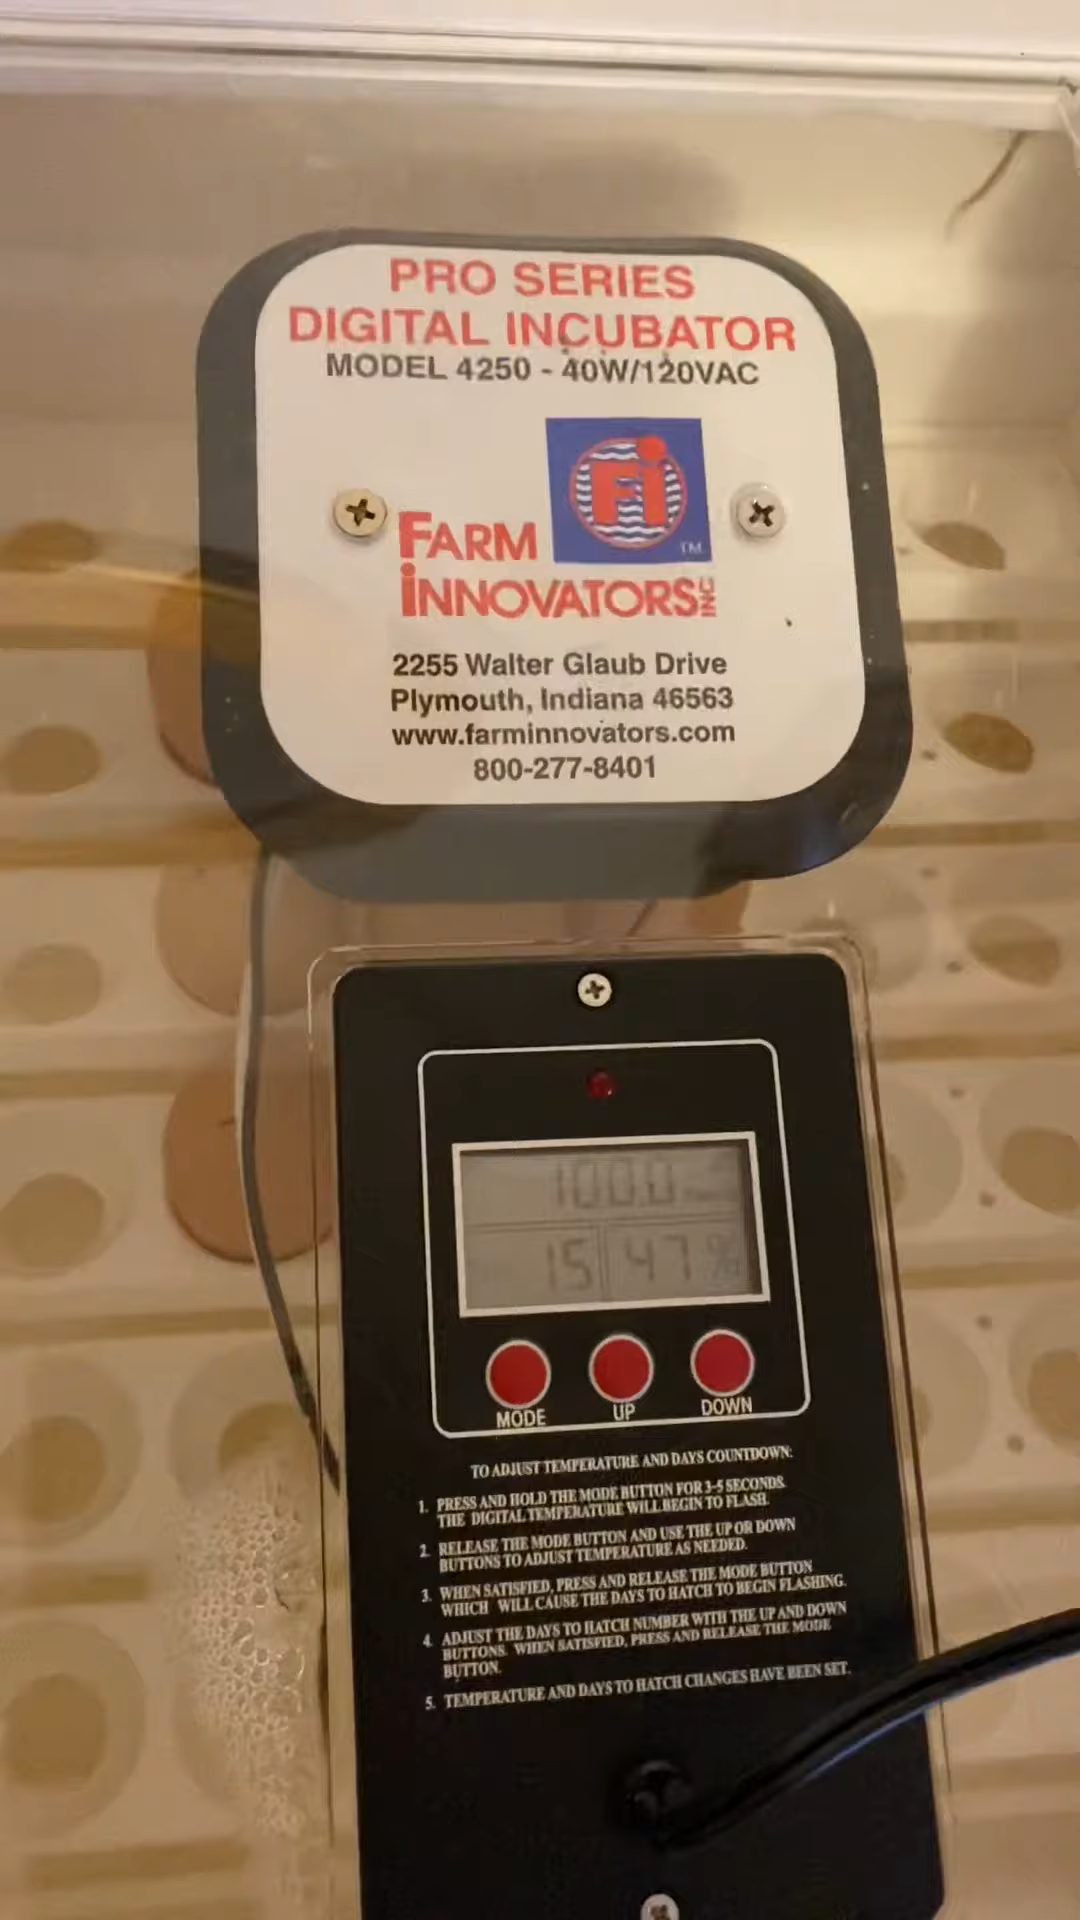 PRO SERIES
DIGITAL INCUBATOR
MODEL 4250 - 40W/120VAC
Fi
TM
FARM
INNOVATORS INC
2255 Walter Glaub Drive
Plymouth, Indiana 46563
www.farminnovators.com
800-277-8401
100.0
15 47%
MODE UP DOWN
TO ADJUST TEMPERATURE AND DAYS COUNTDOWN:
1. PRESS AND HOLD THE MODE BUTTON FOR 3-5 SECONDS.
THE DIGITAL TEMPERATURE WILL BEGIN TO FLASH.
2. RELEASE THE MODE BUTTON AND USE THE UP OR DOWN
BUTTONS TO ADJUST TEMPERATURE AS NEEDED.
3. WHEN SATISFIED, PRESS AND RELEASE THE MODE BUTTON
WHICH WILL CAUSE THE DAYS TO HATCH TO BEGIN FLASHING.
4. ADJUST THE DAYS TO HATCH NUMBER WITH THE UP AND DOWN
BUTTONS. WHEN SATISFIED, PRESS AND RELEASE THE MODE
BUTTON.
5. TEMPERATURE AND DAYS TO HATCH CHANGES HAVE BEEN SET.